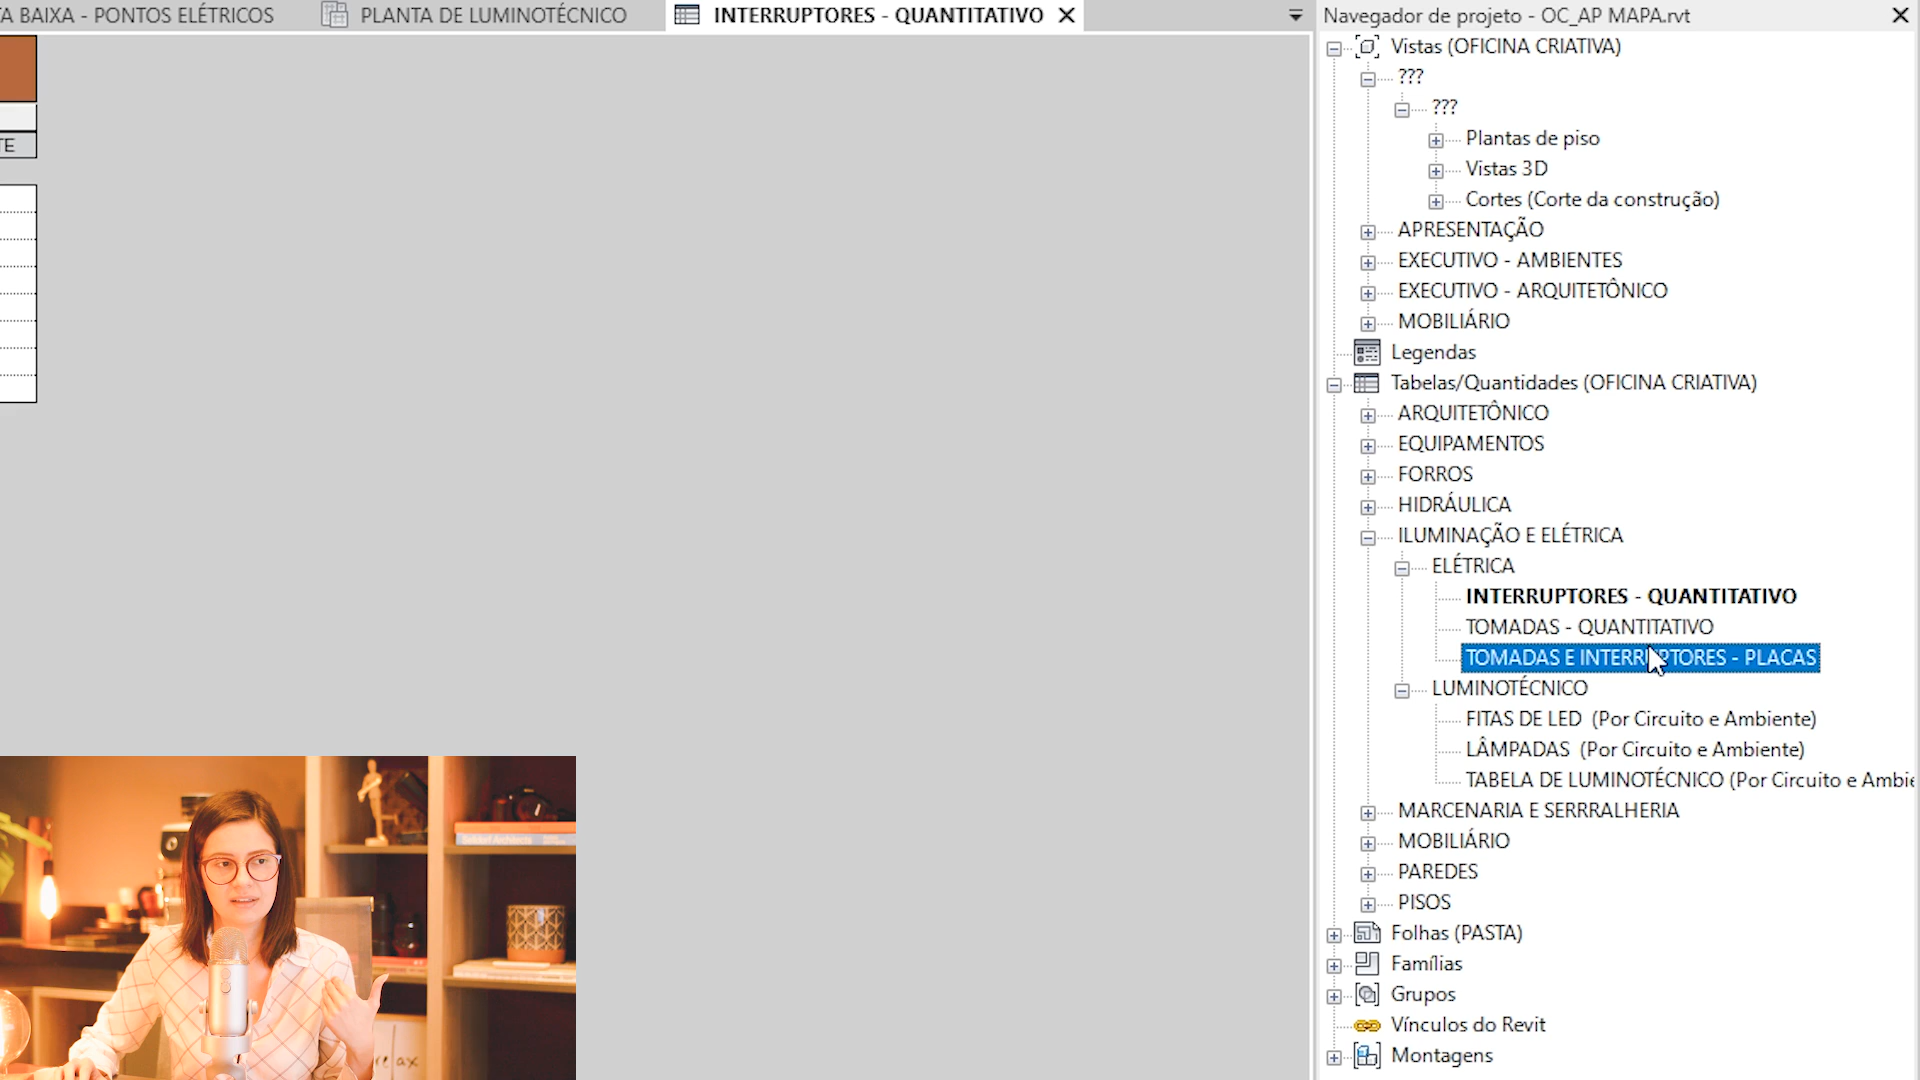 TA BAIXA - PONTOS ELÉTRICOS
PLANTA DE LUMINOTÉCNICO
INTERRUPTORES - QUANTITATIVO
TE
Navegador de projeto - OC_AP MAPA.rvt
Vistas (OFICINA CRIATIVA)
???
???
Plantas de piso
Vistas 3D
Cortes (Corte da construção)
APRESENTAÇÃO
EXECUTIVO - AMBIENTES
EXECUTIVO - ARQUITETÔNICO
MOBILIÁRIO
Legendas
Tabelas/Quantidades (OFICINA CRIATIVA)
ARQUITETÔNICO
EQUIPAMENTOS
FORROS
HIDRÁULICA
ILUMINAÇÃO E ELÉTRICA
ELÉTRICA
INTERRUPTORES - QUANTITATIVO
TOMADAS - QUANTITATIVO
TOMADAS E INTERRUPTORES - PLACAS
LUMINOTÉCNICO
FITAS DE LED (Por Circuito e Ambiente)
LÂMPADAS (Por Circuito e Ambiente)
TABELA DE LUMINOTÉCNICO (Por Circuito e Ambie
MARCENARIA E SERRRALHERIA
MOBILIÁRIO
PAREDES
PISOS
Folhas (PASTA)
Famílias
Grupos
Vínculos do Revit
Montagens